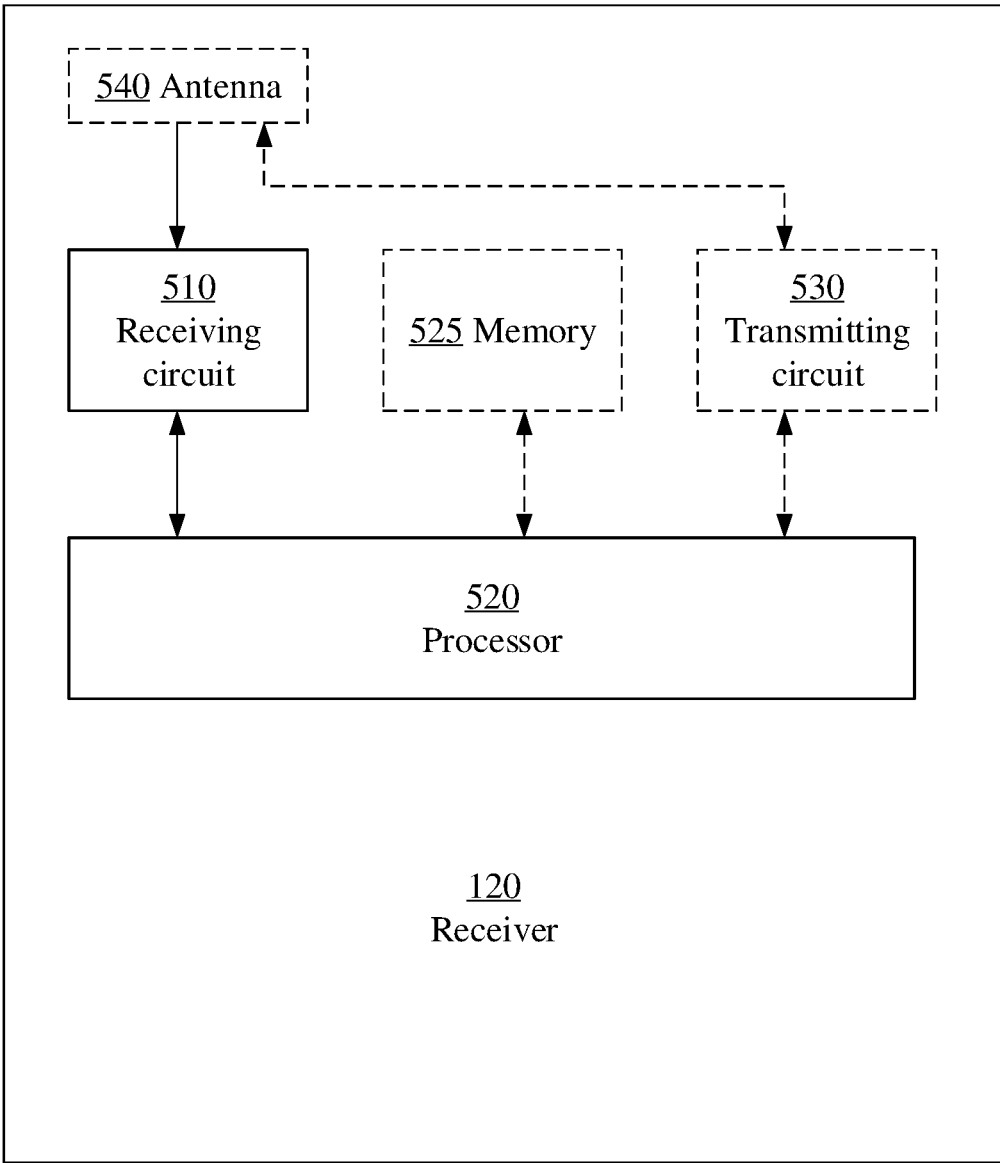 540 Antenna
510
Receiving
circuit
525 Memory
530
Transmitting
circuit
520
Processor
120
Receiver